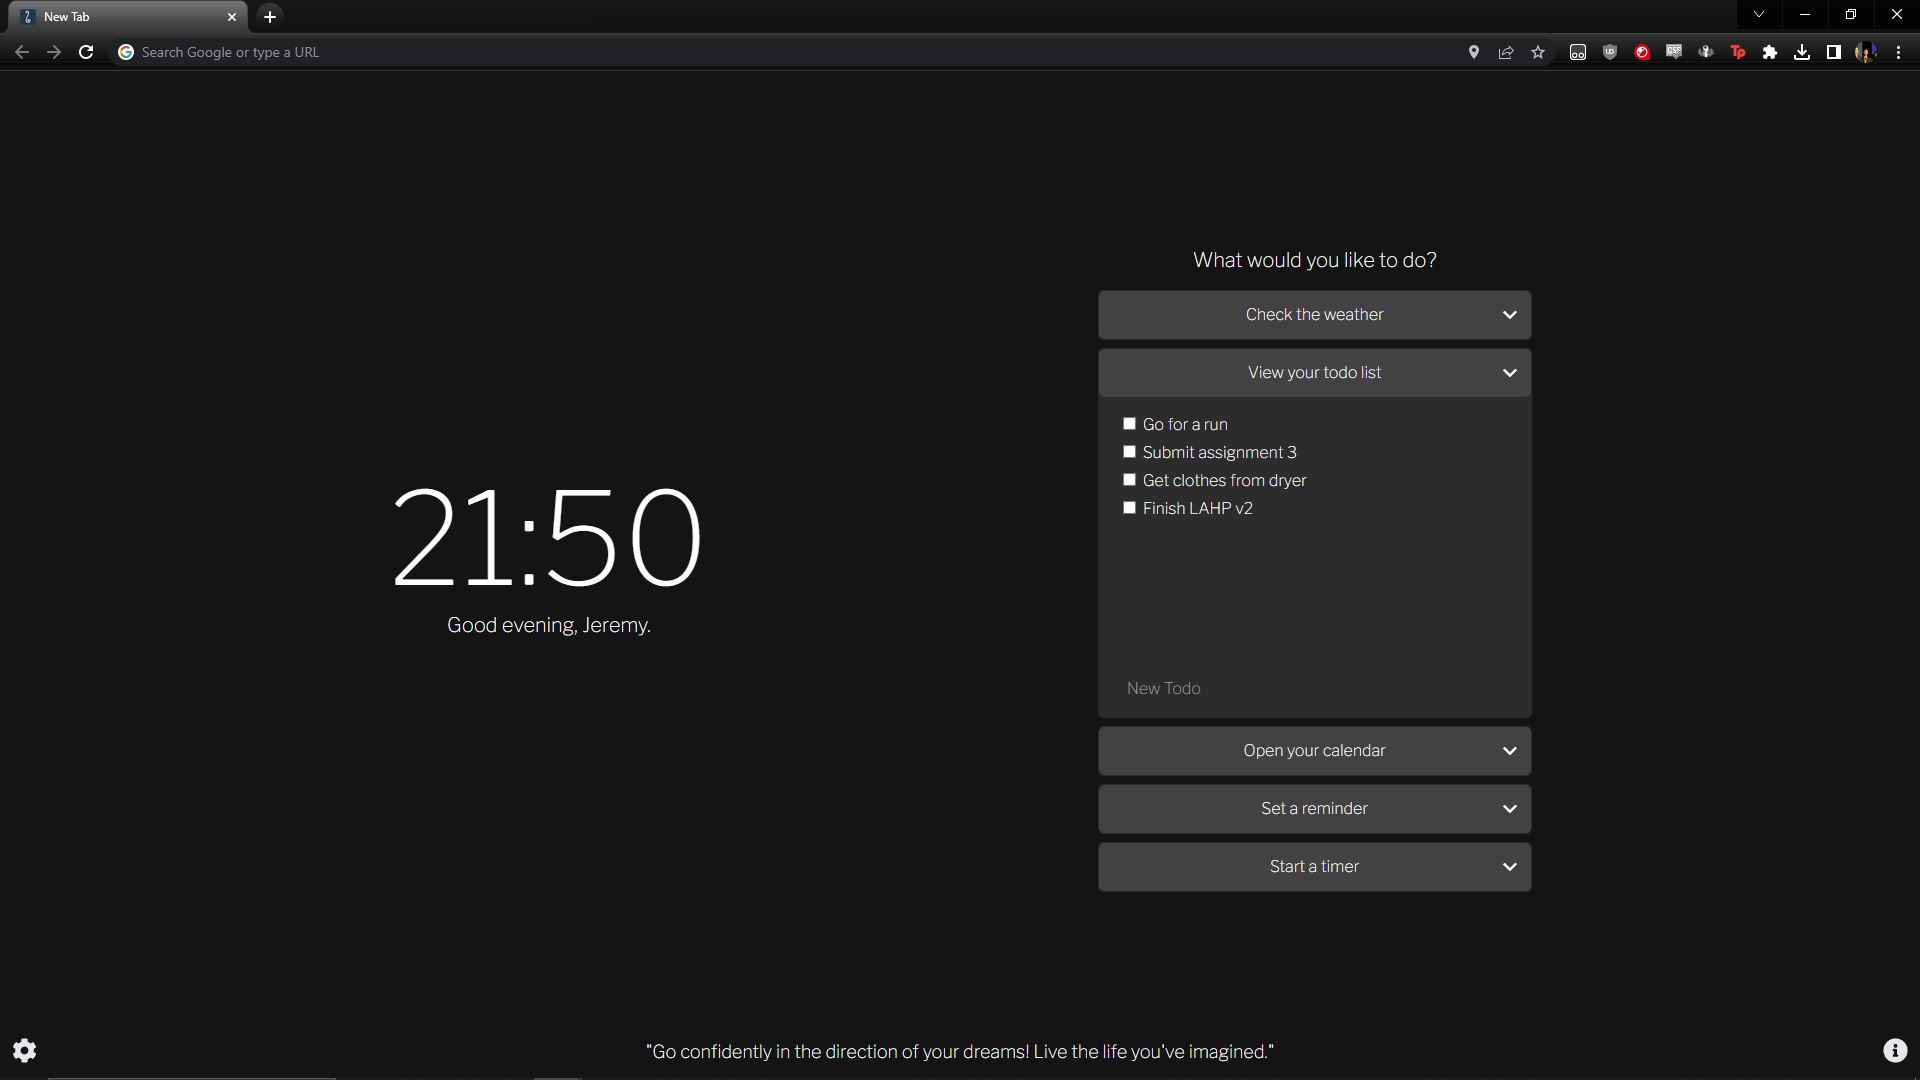 New Tab
Search Google or type a URL
What would you like to do?
Check the weather
View your todo list
Go for a run
Submit assignment 3
Get clothes from dryer
Finish LAHP v2
New Todo
Open your calendar
Set a reminder
Start a timer
21:50
Good evening, Jeremy.
"Go confidently in the direction of your dreams! Live the life you've imagined."